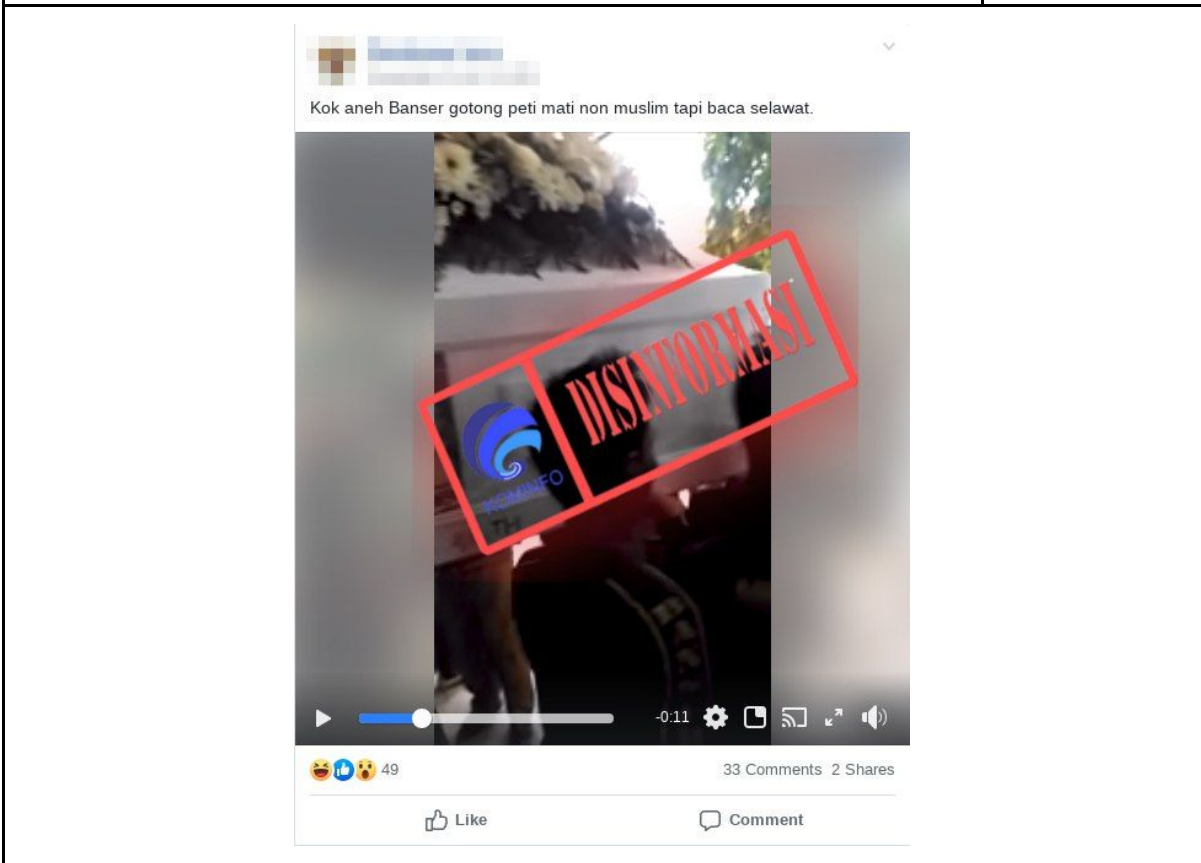 Kok aneh Banser gotong peti mati non muslim tapi baca selawat.
DISINFORMASI
KOMINFO
TH
-0:11
49
33 Comments 2 Shares
Like
Comment